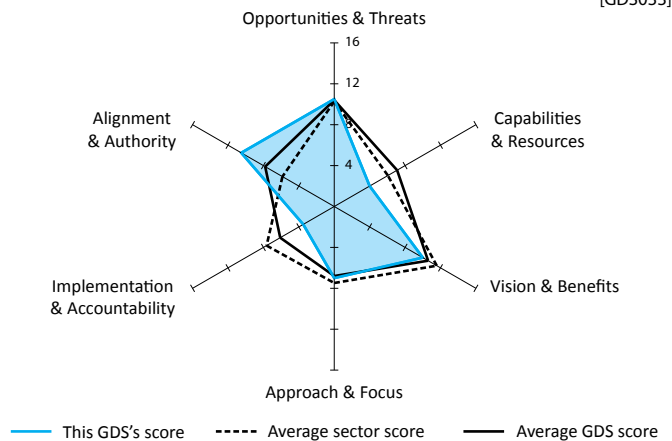 [GDS055]
Opportunities & Threats
16
12
4
Alignment
& Authority
Capabilities
& Resources
Implementation
& Accountability
Vision & Benefits
Approach & Focus
This GDS's score
Average sector score
Average GDS score